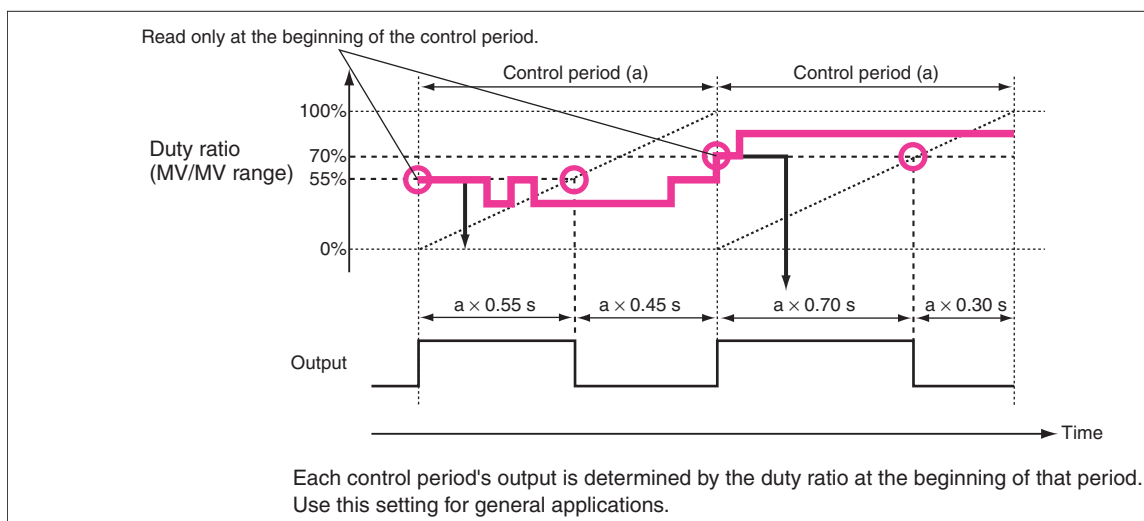 Read only at the beginning of the control period.
Control period (a)
Control period (a)
100%
Duty ratio
(MV/MV range)
70%
55%
0%
a × 0.55 s
a × 0.45 s
a × 0.70 s
a × 0.30 s
Output
Time
Each control period's output is determined by the duty ratio at the beginning of that period.
Use this setting for general applications.